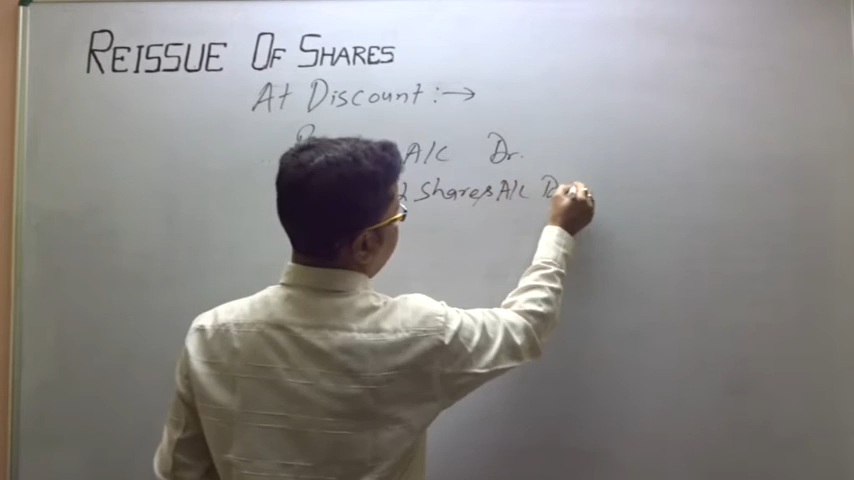 REISSUE OF SHARES
At Discount :→
A/c Dr.
Shares A/c